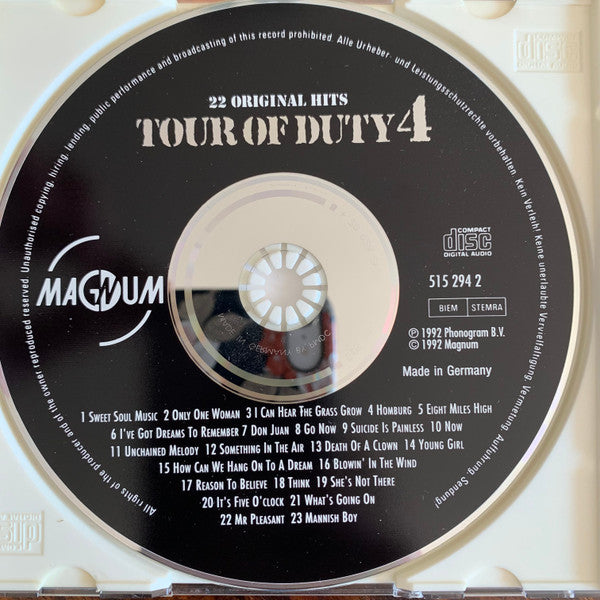 All rights of the producer and of the owner reproduced reserved. Unauthorised copying, hiring, lending, public performance and broadcasting of this record prohibited. Alle Urheber- und Leistungsschutzrechte vorbehalten. Kein Verleih! Keine unerlaubte Vervielfältigung, Vermietung, Aufführung, Sendung!
22 ORIGINAL HITS
TOUR OF DUTY 4
MAGNUM
COMPACT
disc
DIGITAL AUDIO
515 294 2
BIEM STEMRA
℗ 1992 Phonogram B.V.
© 1992 Magnum
Made in Germany
MADE IN GERMANY BY PMDC
1 SWEET SOUL MUSIC 2 ONLY ONE WOMAN 3 I CAN HEAR THE GRASS GROW 4 HOMBURG 5 EIGHT MILES HIGH
6 I'VE GOT DREAMS TO REMEMBER 7 DON JUAN 8 GO NOW 9 SUICIDE IS PAINLESS 10 NOW
11 UNCHAINED MELODY 12 SOMETHING IN THE AIR 13 DEATH OF A CLOWN 14 YOUNG GIRL
15 HOW CAN WE HANG ON TO A DREAM 16 BLOWIN' IN THE WIND
17 REASON TO BELIEVE 18 THINK 19 SHE'S NOT THERE
20 IT'S FIVE O'CLOCK 21 WHAT'S GOING ON
22 MR PLEASANT 23 MANNISH BOY
disc
disc